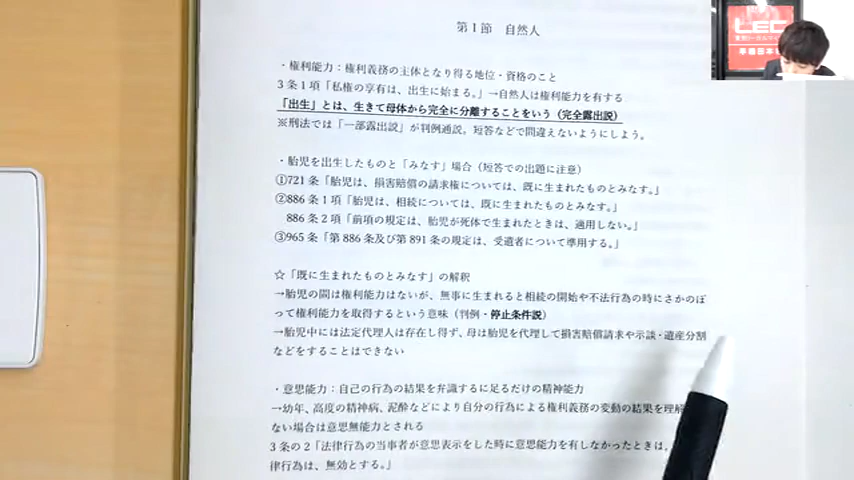 第1節 自然人
・権利能力：権利義務の主体となり得る地位・資格のこと
3条1項「私権の享有は、出生に始まる。」→自然人は権利能力を有する
「出生」とは、生きて母体から完全に分離することをいう（完全露出説）
※刑法では「一部露出説」が判例通説。短答などで間違えないようにしよう。
・胎児を出生したものと「みなす」場合（短答での出題に注意）
①721条「胎児は、損害賠償の請求権については、既に生まれたものとみなす。」
②886条1項「胎児は、相続については、既に生まれたものとみなす。」
886条2項「前項の規定は、胎児が死体で生まれたときは、適用しない。」
③965条「第886条及び第891条の規定は、受遺者について準用する。」
☆「既に生まれたものとみなす」の解釈
→胎児の間は権利能力はないが、無事に生まれると相続の開始や不法行為の時にさかのぼ
って権利能力を取得するという意味（判例・停止条件説）
→胎児中には法定代理人は存在し得ず、母は胎児を代理して損害賠償請求や示談・遺産分割
などをすることはできない
・意思能力：自己の行為の結果を弁識するに足るだけの精神能力
→幼年、高度の精神病、泥酔などにより自分の行為による権利義務の変動の結果を理解
ない場合は意思無能力とされる
3条の2「法律行為の当事者が意思表示をした時に意思能力を有しなかったときは、
律行為は、無効とする。」
LEC